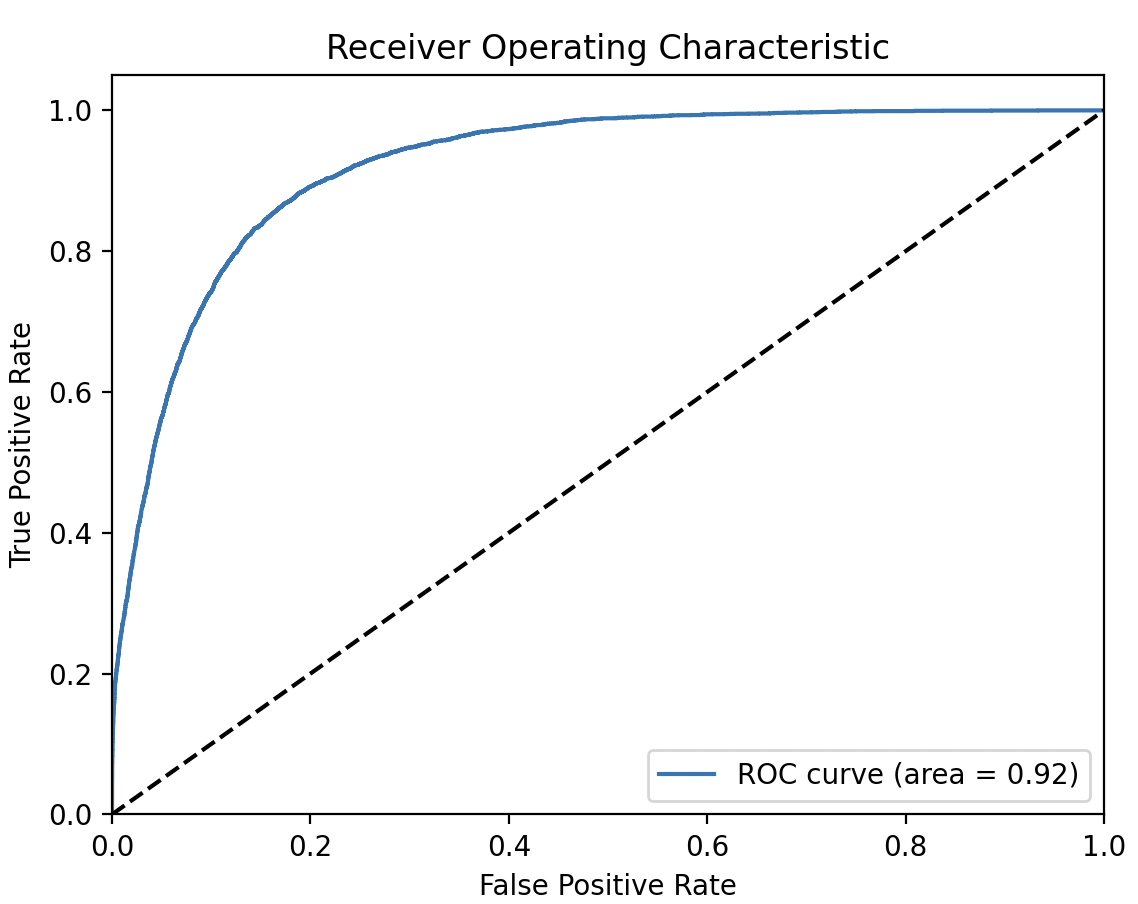 Receiver Operating Characteristic
1.0
0.8
0.6
0.4
0.2
0.0
True Positive Rate
ROC curve (area = 0.92)
0.0 0.2 0.4 0.6 0.8 1.0
False Positive Rate